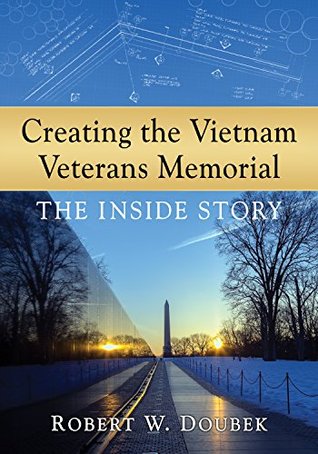 Creating the Vietnam
Veterans Memorial
THE INSIDE STORY
ROBERT W. DOUBEK